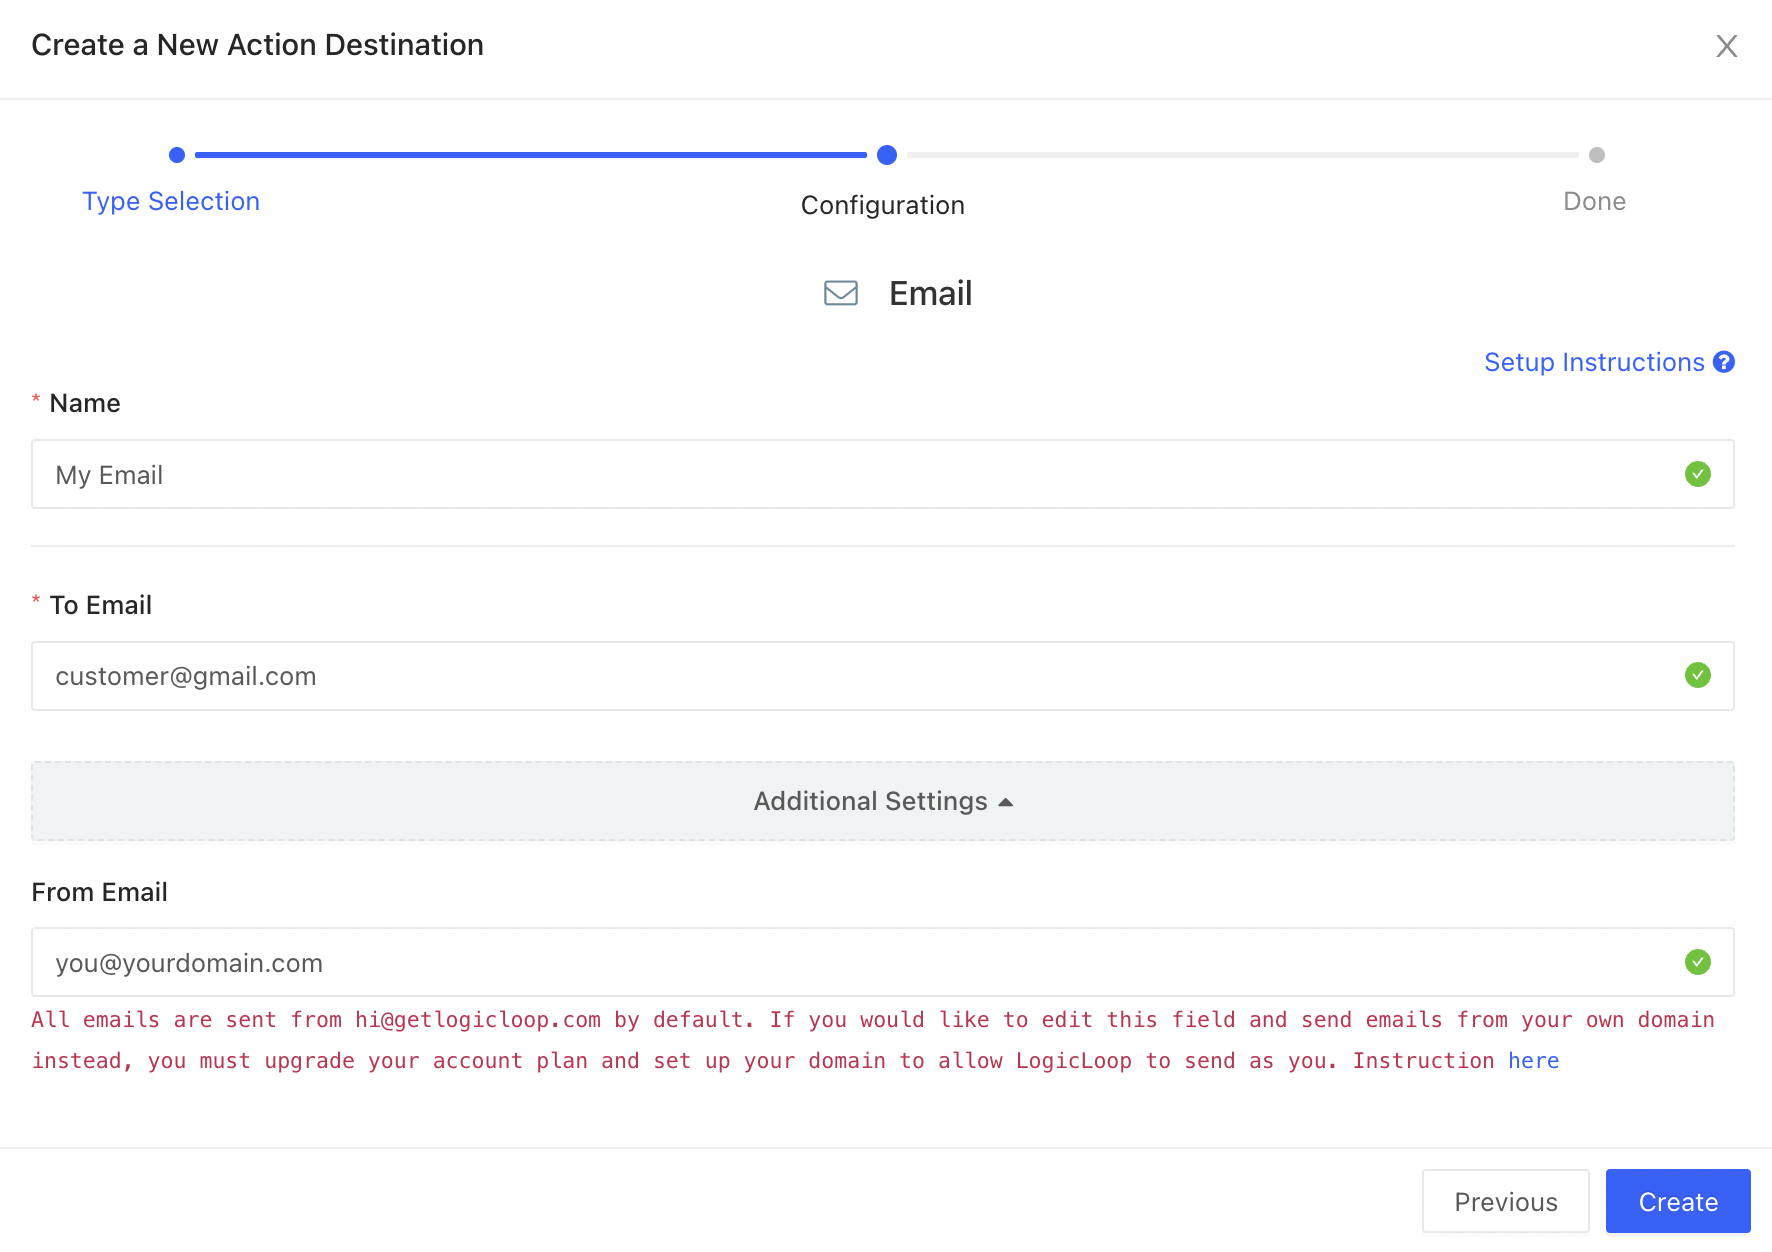 Create a New Action Destination
Type Selection
Configuration
Done
Email
Setup Instructions
* Name
My Email
* To Email
customer@gmail.com
Additional Settings
From Email
you@yourdomain.com
All emails are sent from hi@getlogicloop.com by default. If you would like to edit this field and send emails from your own domain
instead, you must upgrade your account plan and set up your domain to allow LogicLoop to send as you. Instruction here
Previous
Create